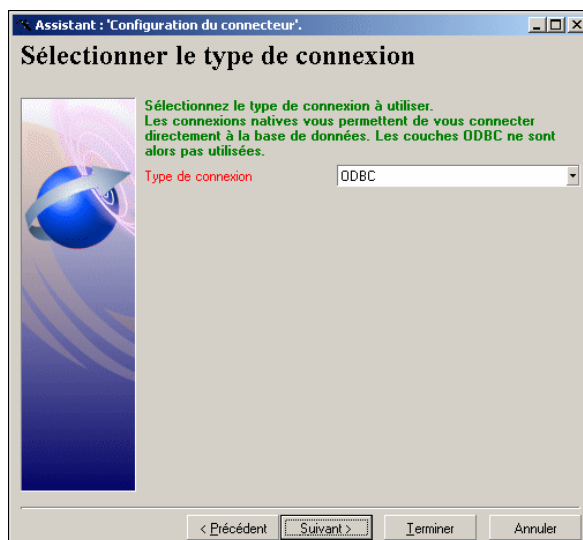 Assistant : 'Configuration du connecteur'.
Sélectionner le type de connexion
Sélectionnez le type de connexion à utiliser.
Les connexions natives vous permettent de vous connecter
directement à la base de données. Les couches ODBC ne sont
alors pas utilisées.
Type de connexion ODBC
< Précédent Suivant > Terminer Annuler